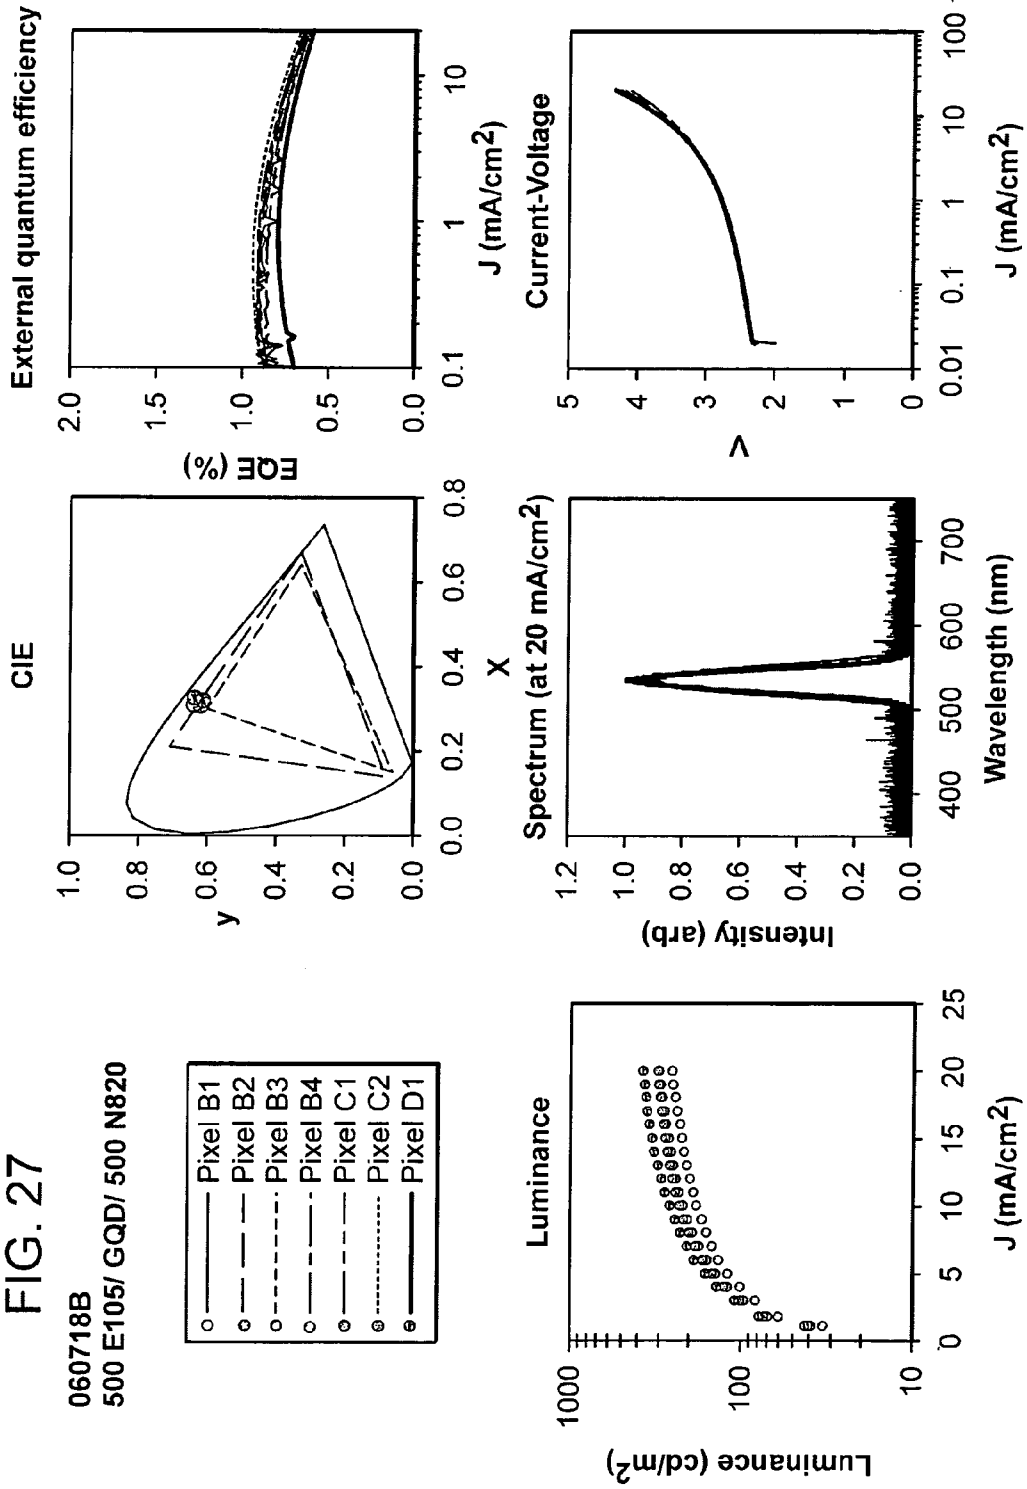 FIG. 27
060718B
500 E105/ GQD/ 500 N820
Pixel B1
Pixel B2
Pixel B3
Pixel B4
Pixel C1
Pixel C2
Pixel D1
CIE
1.0
0.8
0.6
0.4
0.2
0.0
y
0.0
0.2
0.4
0.6
0.8
X
External quantum efficiency
2.0
1.5
1.0
0.5
0.0
EQE (%)
0.1
1
10
J (mA/cm²)
Luminance
1000
100
10
Luminance (cd/m²)
0
5
10
15
20
25
J (mA/cm²)
Spectrum (at 20 mA/cm²)
1.2
1.0
0.8
0.6
0.4
0.2
0.0
Intensity (arb)
400
500
600
700
Wavelength (nm)
Current-Voltage
5
4
3
2
1
0
V
0.01
0.1
1
10
100
J (mA/cm²)